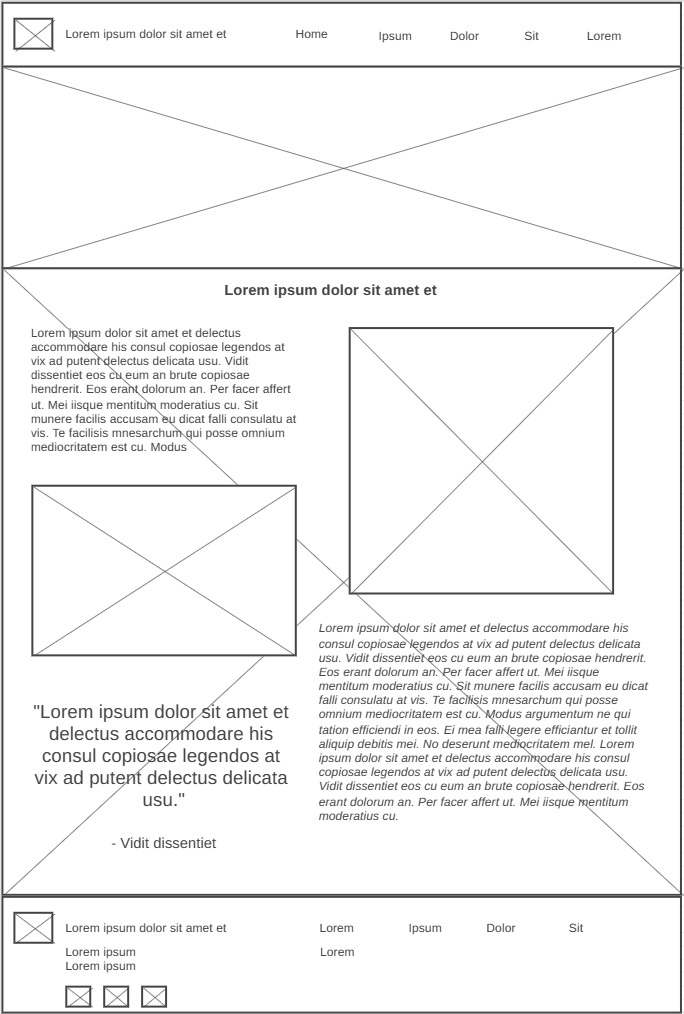 Lorem ipsum dolor sit amet et
Home
Ipsum
Dolor
Sit
Lorem
Lorem ipsum dolor sit amet et
Lorem ipsum dolor sit amet et delectus
accommodare his consul copiosae legendos at
vix ad putent delectus delicata usu. Vidit
dissentiet eos cu eum an brute copiosae
hendrerit. Eos erant dolorum an. Per facer affert
ut. Mei iisque mentitum moderatius cu. Sit
munere facilis accusam eu dicat falli consulatu at
vis. Te facilisis mnesarchum qui posse omnium
mediocritatem est cu. Modus
"Lorem ipsum dolor sit amet et
delectus accommodare his
consul copiosae legendos at
vix ad putent delectus delicata
usu."
- Vidit dissentiet
Lorem ipsum dolor sit amet et delectus accommodare his
consul copiosae legendos at vix ad putent delectus delicata
usu. Vidit dissentiet eos cu eum an brute copiosae hendrerit.
Eos erant dolorum an. Per facer affert ut. Mei iisque
mentitum moderatius cu. Sit munere facilis accusam eu dicat
falli consulatu at vis. Te facilisis mnesarchum qui posse
omnium mediocritatem est cu. Modus argumentum ne qui
tation efficiendi in eos. Ei mea falli legere efficiantur et tollit
aliquip debitis mei. No deserunt mediocritatem mel. Lorem
ipsum dolor sit amet et delectus accommodare his consul
copiosae legendos at vix ad putent delectus delicata usu.
Vidit dissentiet eos cu eum an brute copiosae hendrerit. Eos
erant dolorum an. Per facer affert ut. Mei iisque mentitum
moderatius cu.
Lorem ipsum dolor sit amet et
Lorem ipsum
Lorem ipsum
Lorem
Ipsum
Dolor
Sit
Lorem